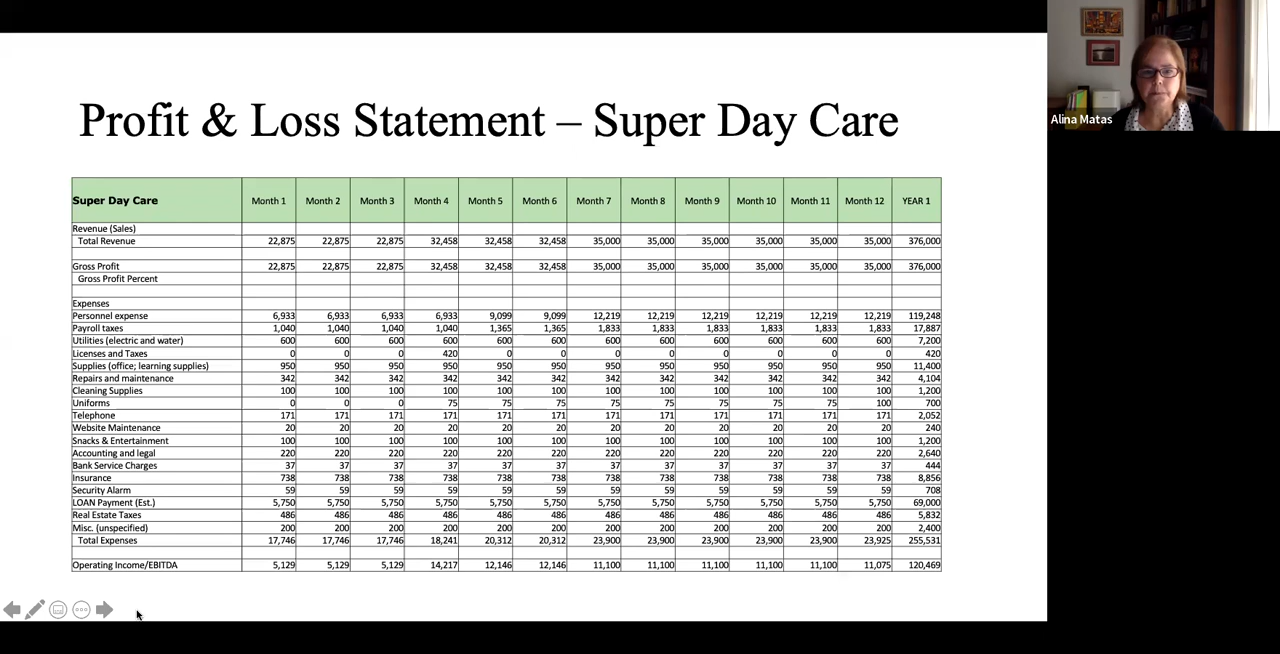 Profit & Loss Statement – Super Day Care
Alina Matas
Super Day Care Month 1 Month 2 Month 3 Month 4 Month 5 Month 6 Month 7 Month 8 Month 9 Month 10 Month 11 Month 12 YEAR 1
Revenue (Sales)
Total Revenue 22,875 22,875 22,875 32,458 32,458 32,458 35,000 35,000 35,000 35,000 35,000 35,000 376,000
Gross Profit 22,875 22,875 22,875 32,458 32,458 32,458 35,000 35,000 35,000 35,000 35,000 35,000 376,000
Gross Profit Percent
Expenses
Personnel expense 6,933 6,933 6,933 6,933 9,099 9,099 12,219 12,219 12,219 12,219 12,219 12,219 119,248
Payroll taxes 1,040 1,040 1,040 1,040 1,365 1,365 1,833 1,833 1,833 1,833 1,833 1,833 17,887
Utilities (electric and water) 600 600 600 600 600 600 600 600 600 600 600 600 7,200
Licenses and Taxes 0 0 0 420 0 0 0 0 0 0 0 0 420
Supplies (office; learning supplies) 950 950 950 950 950 950 950 950 950 950 950 950 11,400
Repairs and maintenance 342 342 342 342 342 342 342 342 342 342 342 342 4,104
Cleaning Supplies 100 100 100 100 100 100 100 100 100 100 100 100 1,200
Uniforms 0 0 0 75 75 75 75 75 75 75 75 100 700
Telephone 171 171 171 171 171 171 171 171 171 171 171 171 2,052
Website Maintenance 20 20 20 20 20 20 20 20 20 20 20 20 240
Snacks & Entertainment 100 100 100 100 100 100 100 100 100 100 100 100 1,200
Accounting and legal 220 220 220 220 220 220 220 220 220 220 220 220 2,640
Bank Service Charges 37 37 37 37 37 37 37 37 37 37 37 37 444
Insurance 738 738 738 738 738 738 738 738 738 738 738 738 8,856
Security Alarm 59 59 59 59 59 59 59 59 59 59 59 59 708
LOAN Payment (Est.) 5,750 5,750 5,750 5,750 5,750 5,750 5,750 5,750 5,750 5,750 5,750 5,750 69,000
Real Estate Taxes 486 486 486 486 486 486 486 486 486 486 486 486 5,832
Misc. (unspecified) 200 200 200 200 200 200 200 200 200 200 200 200 2,400
Total Expenses 17,746 17,746 17,746 18,241 20,312 20,312 23,900 23,900 23,900 23,900 23,900 23,925 255,531
Operating Income/EBITDA 5,129 5,129 5,129 14,217 12,146 12,146 11,100 11,100 11,100 11,100 11,100 11,075 120,469